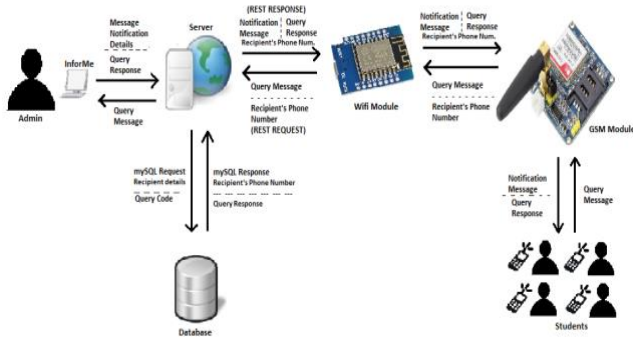 Message
Notification
Details
Query
Response
Query
Message
InforMe
Admin
Server
(REST RESPONSE)
Notification Query
Message Response
Recipient's Phone Num.
Query Message
Recipient's Phone
Number
(REST REQUEST)
Wifi Module
Notification Query
Message Response
Recipient's Phone Num.
Query Message
Recipient's Phone
Number
GSM Module
mySQL Request
Recipient details
Query Code
mySQL Response
Recipient's Phone Number
Query Response
Database
Notification
Message
Query
Response
Query
Message
Students